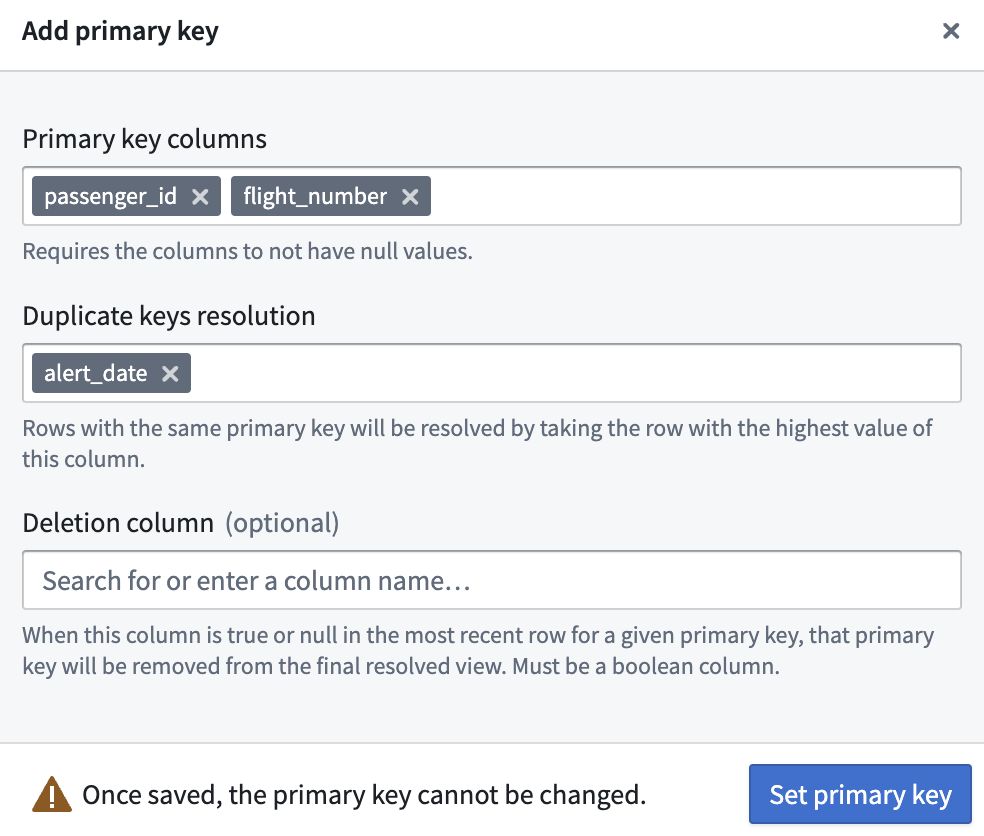 Add primary key
Primary key columns
passenger_id
flight_number
Requires the columns to not have null values.
Duplicate keys resolution
alert_date
Rows with the same primary key will be resolved by taking the row with the highest value of
this column.
Deletion column (optional)
Search for or enter a column name…
When this column is true or null in the most recent row for a given primary key, that primary
key will be removed from the final resolved view. Must be a boolean column.
Once saved, the primary key cannot be changed.
Set primary key